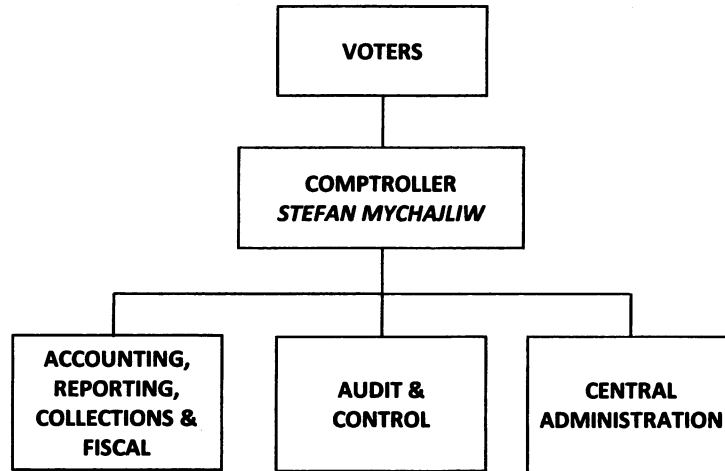 VOTERS
COMPTROLLER
STEFAN MYCHAJLIW
ACCOUNTING,
REPORTING,
COLLECTIONS &
FISCAL
AUDIT &
CONTROL
CENTRAL
ADMINISTRATION